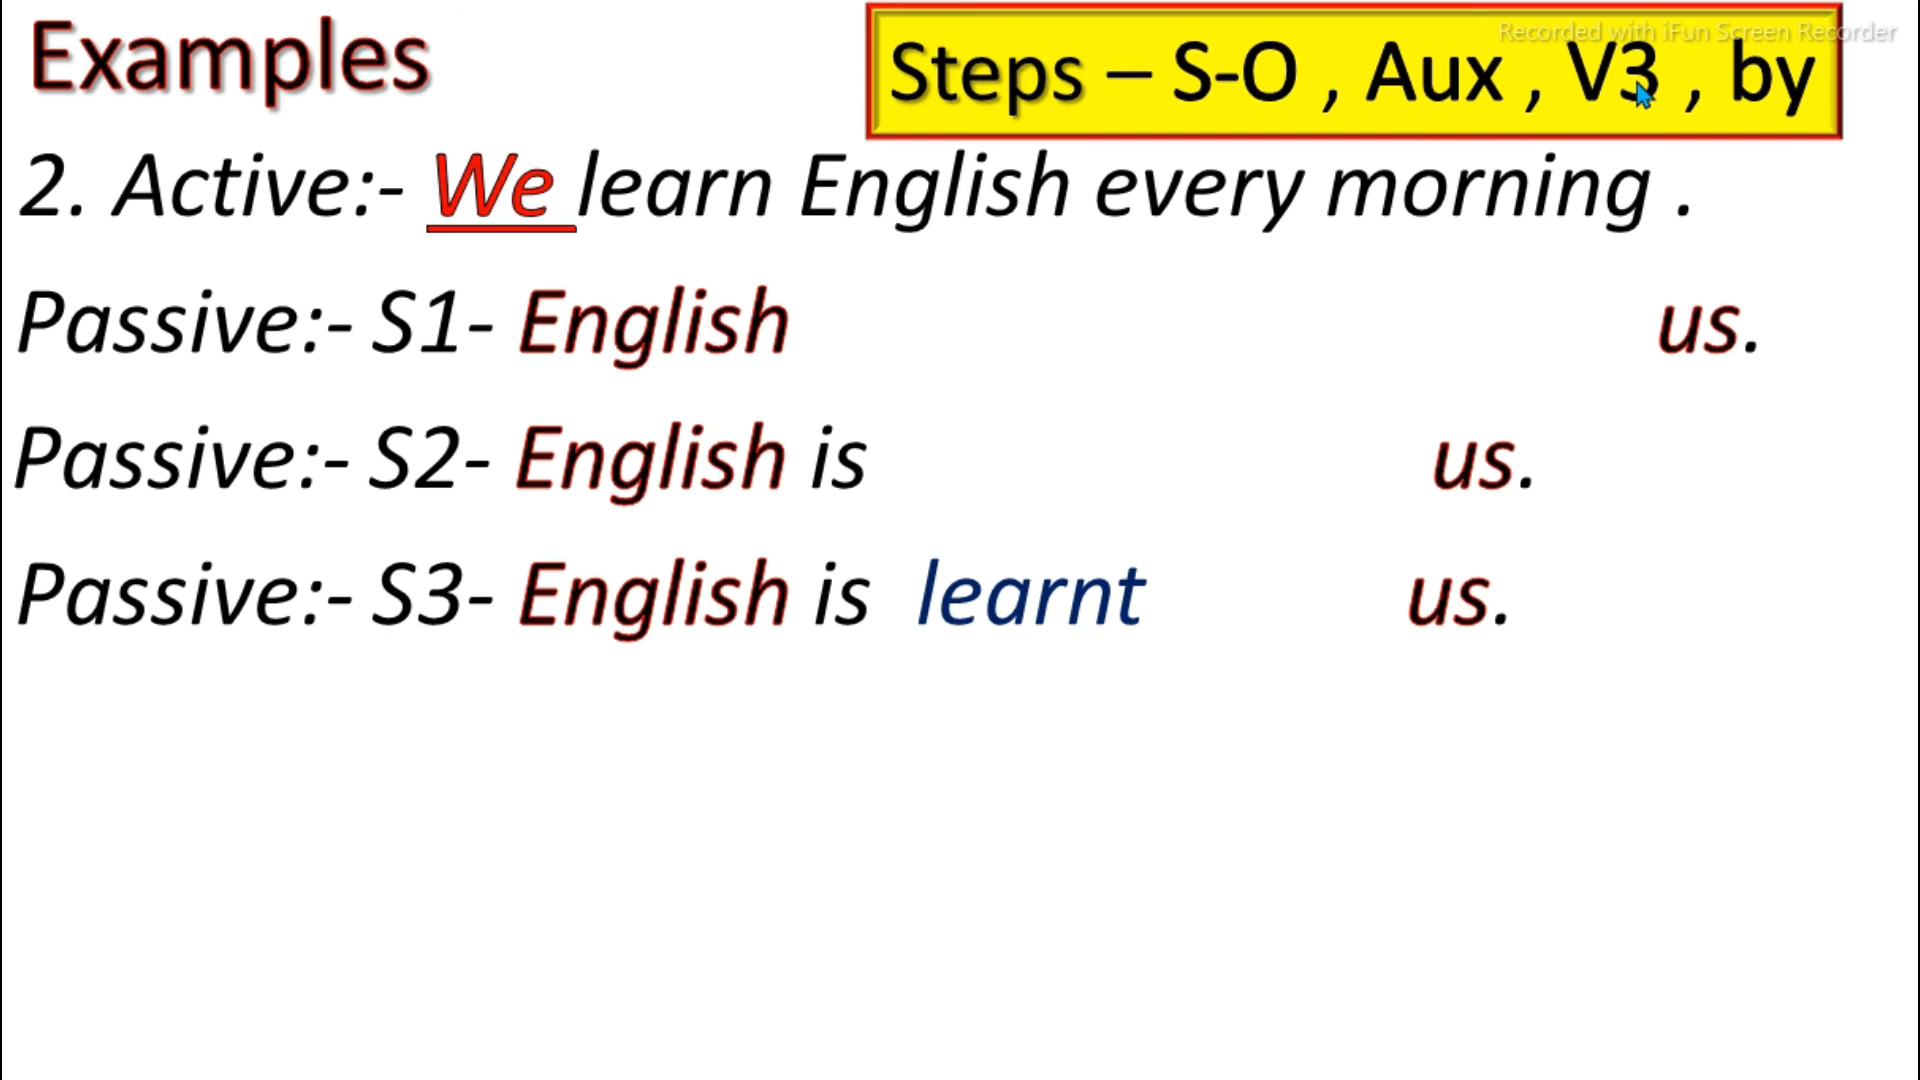 Examples
Recorded with iFun Screen Recorder
Steps – S-O , Aux , V3 , by
2. Active:- We learn English every morning .
Passive:- S1- English us.
Passive:- S2- English is us.
Passive:- S3- English is learnt us.